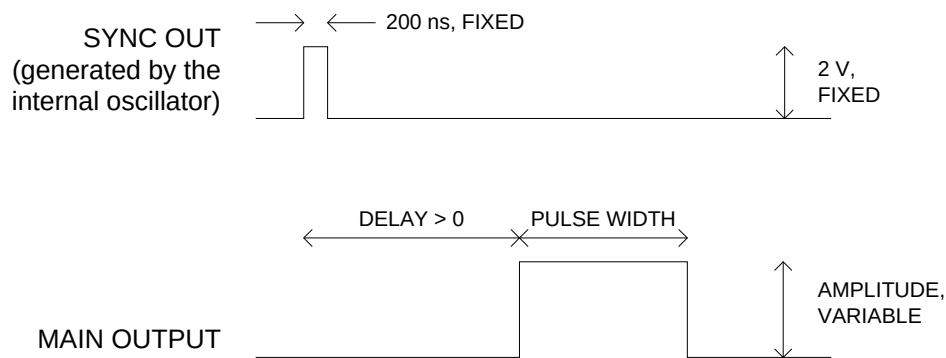 200 ns, FIXED
SYNC OUT
(generated by the
internal oscillator)
2 V,
FIXED
DELAY > 0
PULSE WIDTH
AMPLITUDE,
VARIABLE
MAIN OUTPUT